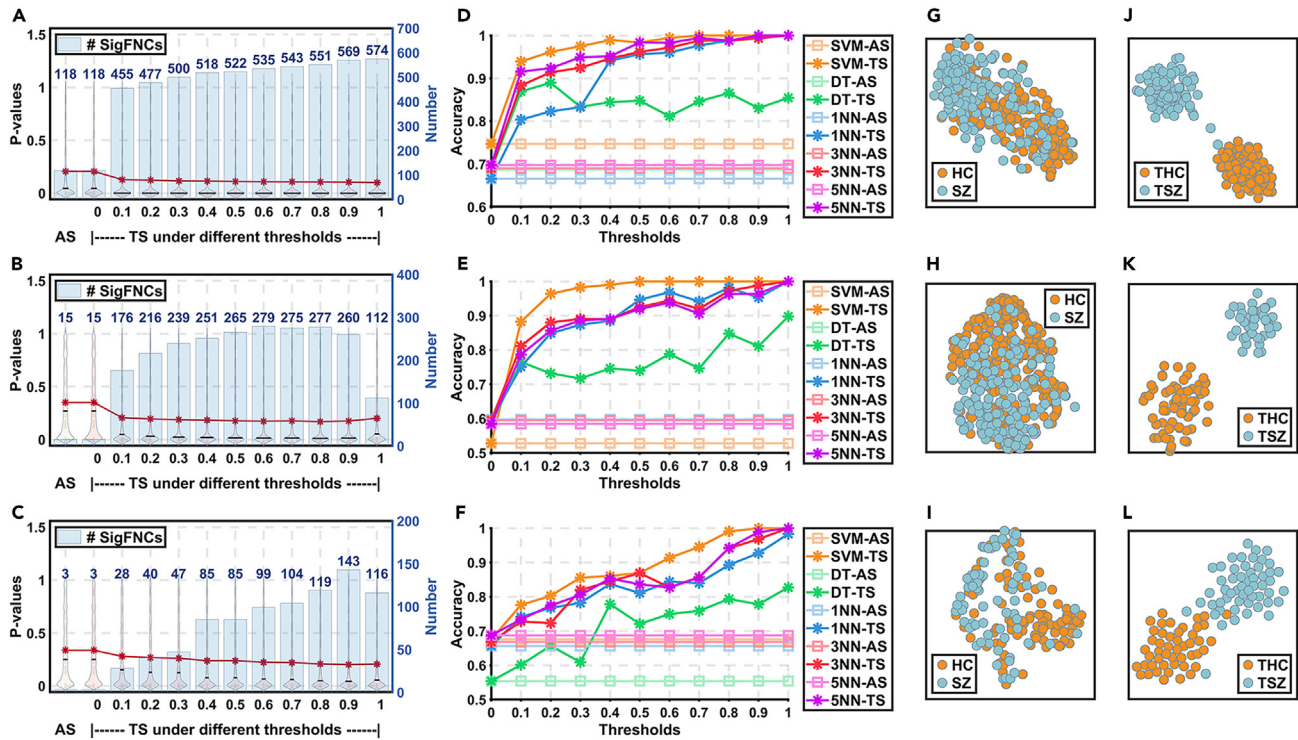 A
1.5
1
0.5
0
P-values
# SigFNCs
118 118 455 477 500 518 522 535 543 551 569 574
700
600
500
400
300
200
100
0
Number
0 0.1 0.2 0.3 0.4 0.5 0.6 0.7 0.8 0.9 1
AS |------ TS under different thresholds ------|
D
1
0.9
0.8
0.7
0.6
Accuracy
0 0.1 0.2 0.3 0.4 0.5 0.6 0.7 0.8 0.9 1
Thresholds
SVM-AS
SVM-TS
DT-AS
DT-TS
1NN-AS
1NN-TS
3NN-AS
3NN-TS
5NN-AS
5NN-TS
G
HC
SZ
J
THC
TSZ
B
1.5
1
0.5
0
P-values
# SigFNCs
15 15 176 216 239 251 265 279 275 277 260 112
400
300
200
100
0
Number
0 0.1 0.2 0.3 0.4 0.5 0.6 0.7 0.8 0.9 1
AS |------ TS under different thresholds ------|
E
1
0.9
0.8
0.7
0.6
0.5
Accuracy
0 0.1 0.2 0.3 0.4 0.5 0.6 0.7 0.8 0.9 1
Thresholds
SVM-AS
SVM-TS
DT-AS
DT-TS
1NN-AS
1NN-TS
3NN-AS
3NN-TS
5NN-AS
5NN-TS
H
HC
SZ
K
THC
TSZ
C
1.5
1
0.5
0
P-values
# SigFNCs
3 3 28 40 47 85 85 99 104 119 143 116
200
150
100
50
0
Number
0 0.1 0.2 0.3 0.4 0.5 0.6 0.7 0.8 0.9 1
AS |------ TS under different thresholds ------|
F
1
0.9
0.8
0.7
0.6
0.5
Accuracy
0 0.1 0.2 0.3 0.4 0.5 0.6 0.7 0.8 0.9 1
Thresholds
SVM-AS
SVM-TS
DT-AS
DT-TS
1NN-AS
1NN-TS
3NN-AS
3NN-TS
5NN-AS
5NN-TS
I
HC
SZ
L
THC
TSZ